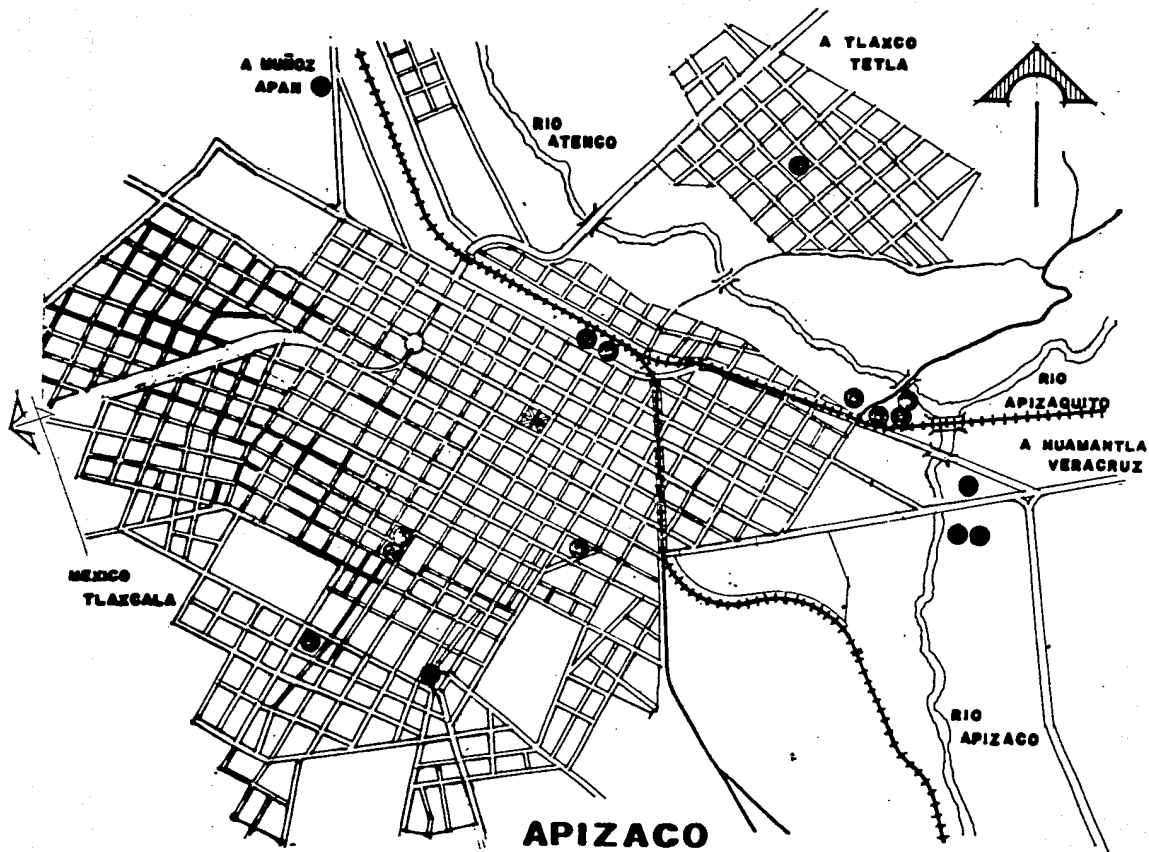 A MUÑOZ
APAN
A TLAXCO
TETLA
RIO
ATENCO
RIO
APIZAQUITO
A HUAMANTLA
VERACRUZ
MEXICO
TLAXCALA
RIO
APIZACO
APIZACO